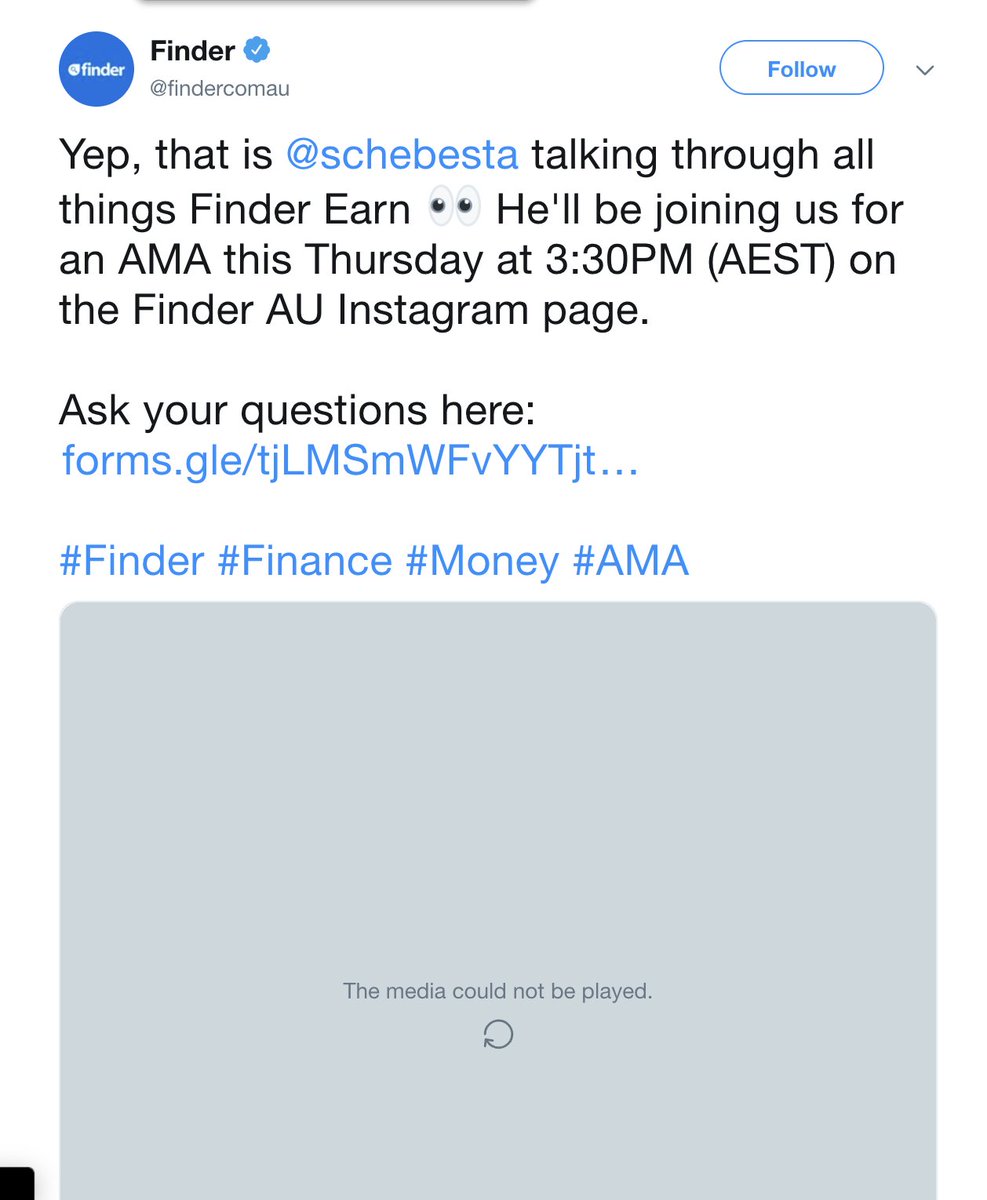 finder
Finder
@findercomau
Follow
Yep, that is @schebesta talking through all
things Finder Earn 👀 He'll be joining us for
an AMA this Thursday at 3:30PM (AEST) on
the Finder AU Instagram page.
Ask your questions here:
forms.gle/tjLMSmWFvYYTjt...
#Finder #Finance #Money #AMA
The media could not be played.